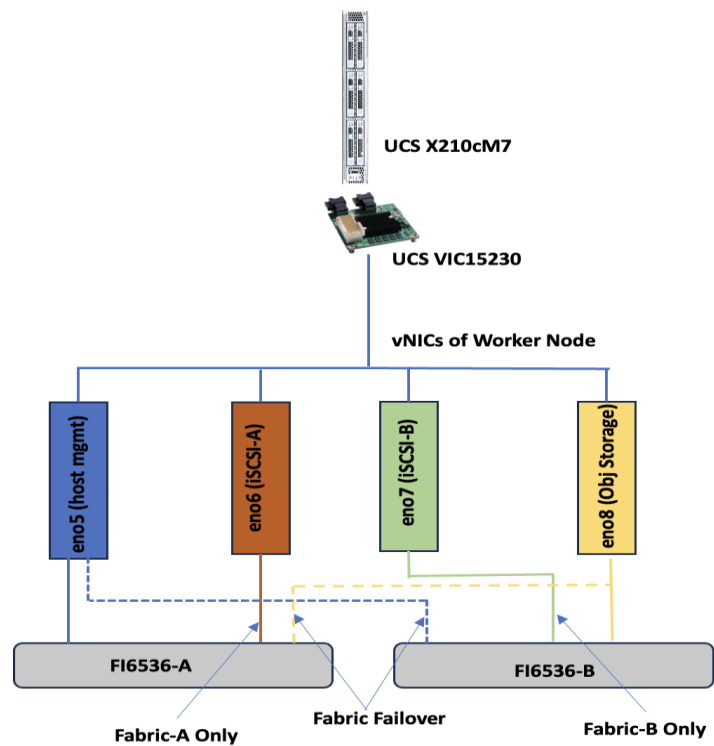 UCS X210cM7
UCS VIC15230
vNICs of Worker Node
eno5 (host mgmt)
eno6 (iSCSI-A)
eno7 (iSCSI-B)
eno8 (Obj Storage)
FI6536-A
FI6536-B
Fabric-A Only
Fabric Failover
Fabric-B Only